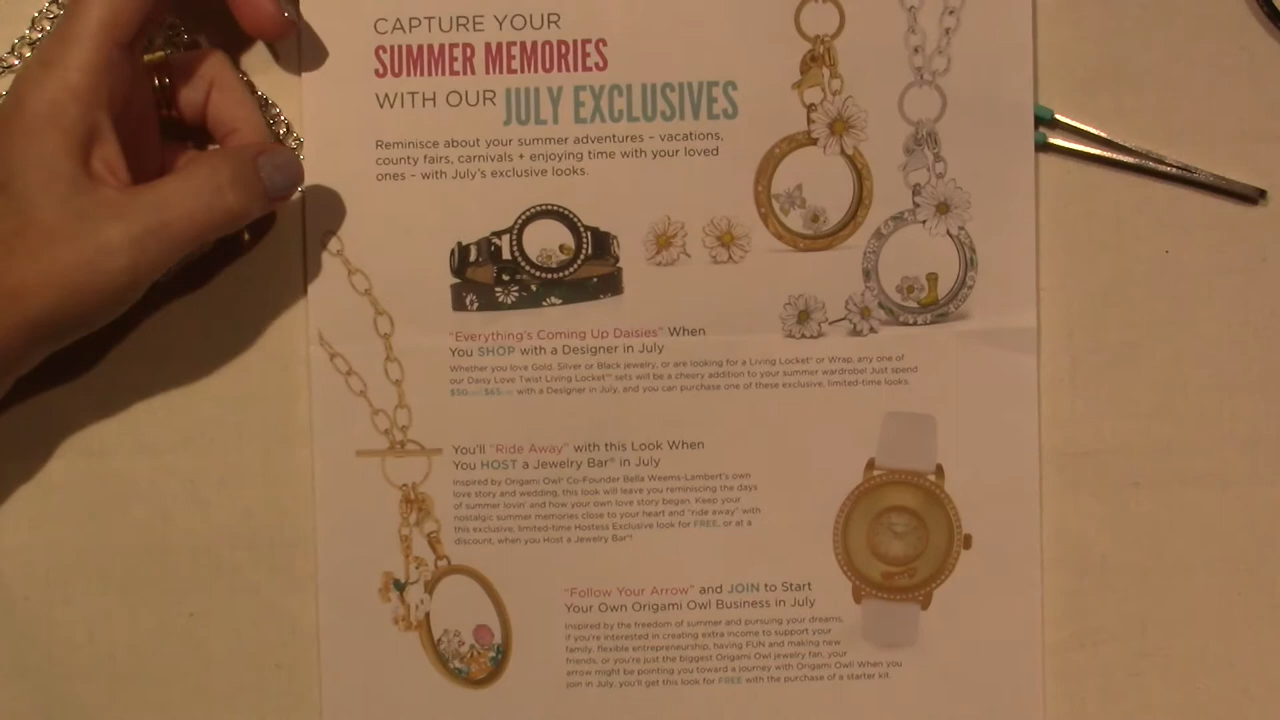 CAPTURE YOUR
SUMMER MEMORIES
WITH OUR JULY EXCLUSIVES
Reminisce about your summer adventures – vacations,
county fairs, carnivals + enjoying time with your loved
ones – with July's exclusive looks.
"Everything's Coming Up Daisies" When
You SHOP with a Designer in July
Whether you love Gold, Silver or Black jewelry, or are looking for a Living Locket® or Wrap, any one of
our Daisy Love Twist Living Locket™ sets will be a cheery addition to your summer wardrobe! Just spend
$50 $65 with a Designer in July, and you can purchase one of these exclusive, limited-time looks.
You'll "Ride Away" with this Look When
You HOST a Jewelry Bar® in July
Inspired by Origami Owl® Co-Founder Bella Weems-Lambert's own
love story and wedding, this look will leave you reminiscing the days
of summer lovin' and how your own love story began. Keep your
nostalgic summer memories close to your heart and "ride away" with
this exclusive, limited-time Hostess Exclusive look for FREE, or at a
discount, when you Host a Jewelry Bar®!
"Follow Your Arrow" and JOIN to Start
Your Own Origami Owl Business in July
Inspired by the freedom of summer and pursuing your dreams,
if you're interested in creating extra income to support your
family, flexible entrepreneurship, having FUN and making new
friends, or you're just the biggest Origami Owl jewelry fan, your
arrow might be pointing you toward a journey with Origami Owl! When you
join in July, you'll get this look for FREE with the purchase of a starter kit.